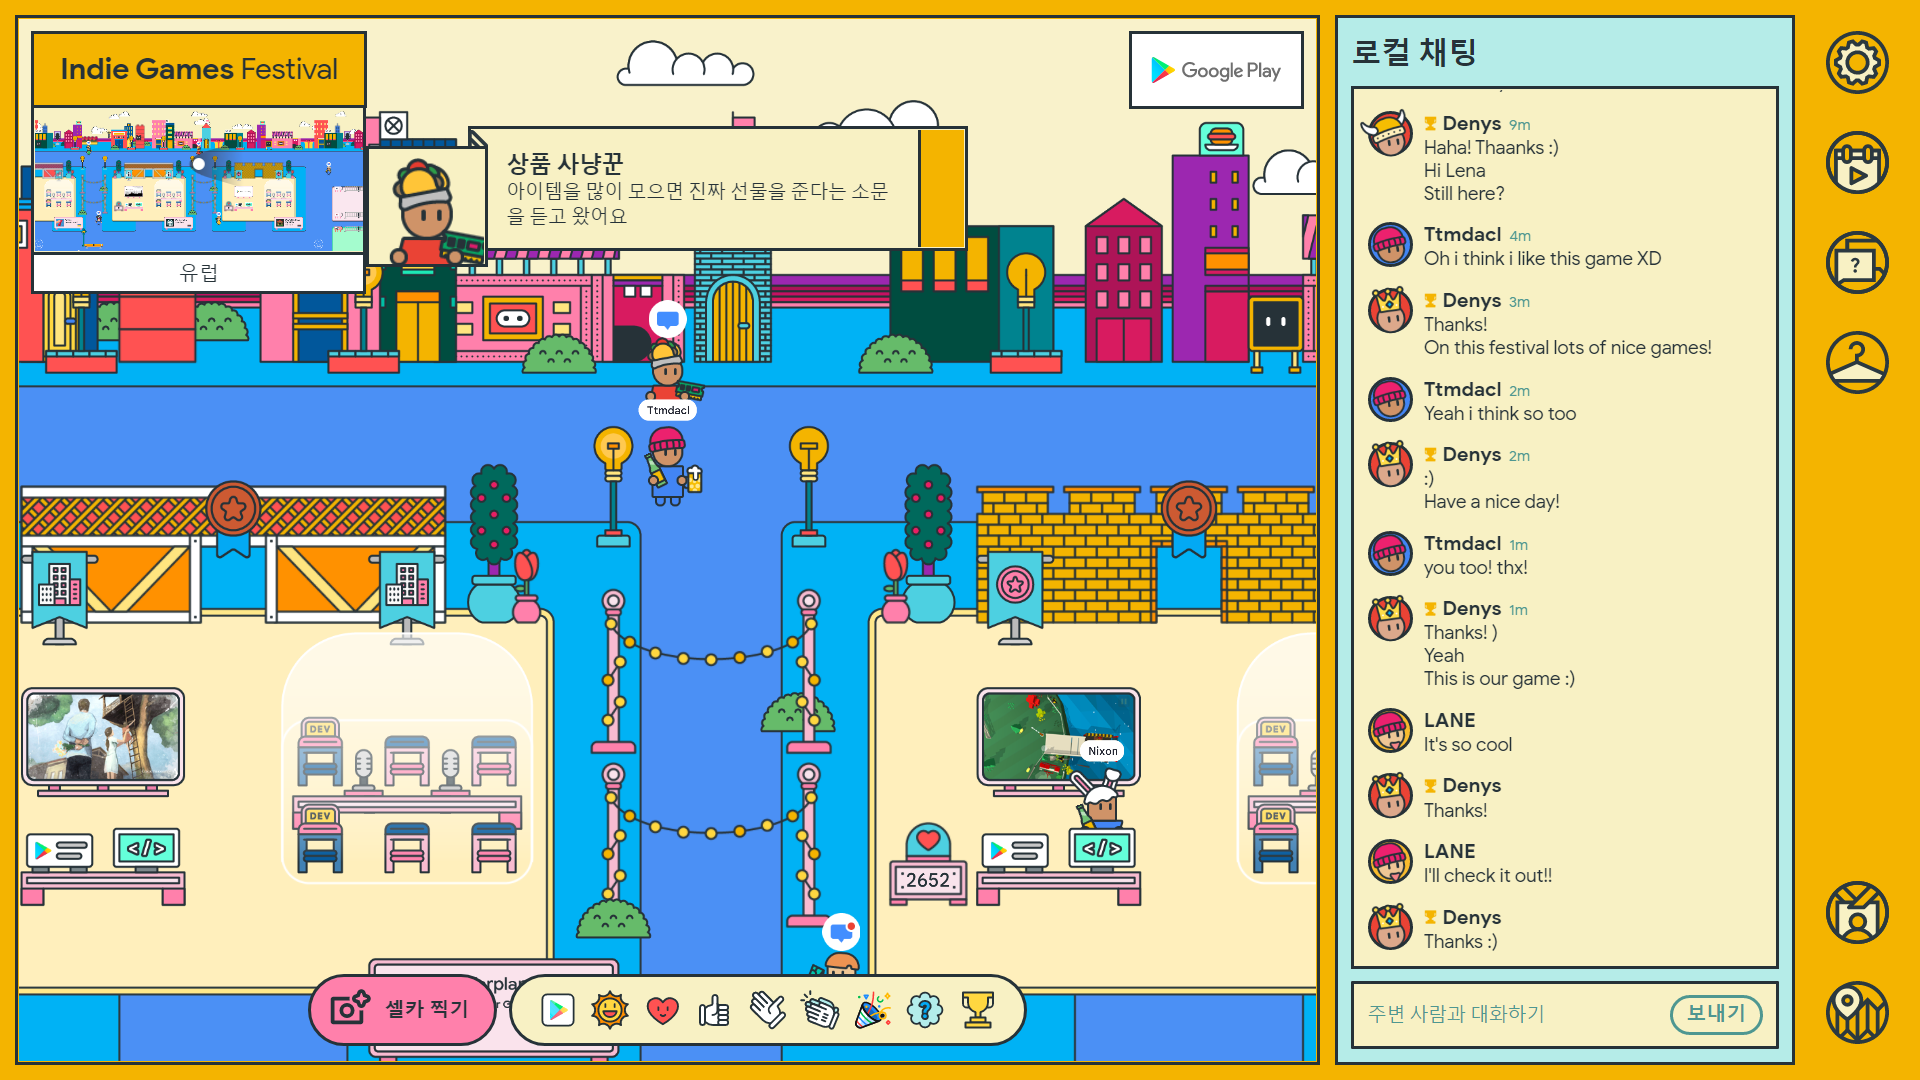 Indie Games Festival
유럽
상품 사냥꾼
아이템을 많이 모으면 진짜 선물을 준다는 소문
을 듣고 왔어요
Google Play
Ttmdacl
Nixon
DEV
DEV
DEV
DEV
:2652:
셀카 찍기
로컬 채팅
Denys 9m
Haha! Thaanks :)
Hi Lena
Still here?
Ttmdacl 4m
Oh i think i like this game XD
Denys 3m
Thanks!
On this festival lots of nice games!
Ttmdacl 2m
Yeah i think so too
Denys 2m
:)
Have a nice day!
Ttmdacl 1m
you too! thx!
Denys 1m
Thanks! )
Yeah
This is our game :)
LANE
It's so cool
Denys
Thanks!
LANE
I'll check it out!!
Denys
Thanks :)
주변 사람과 대화하기
보내기